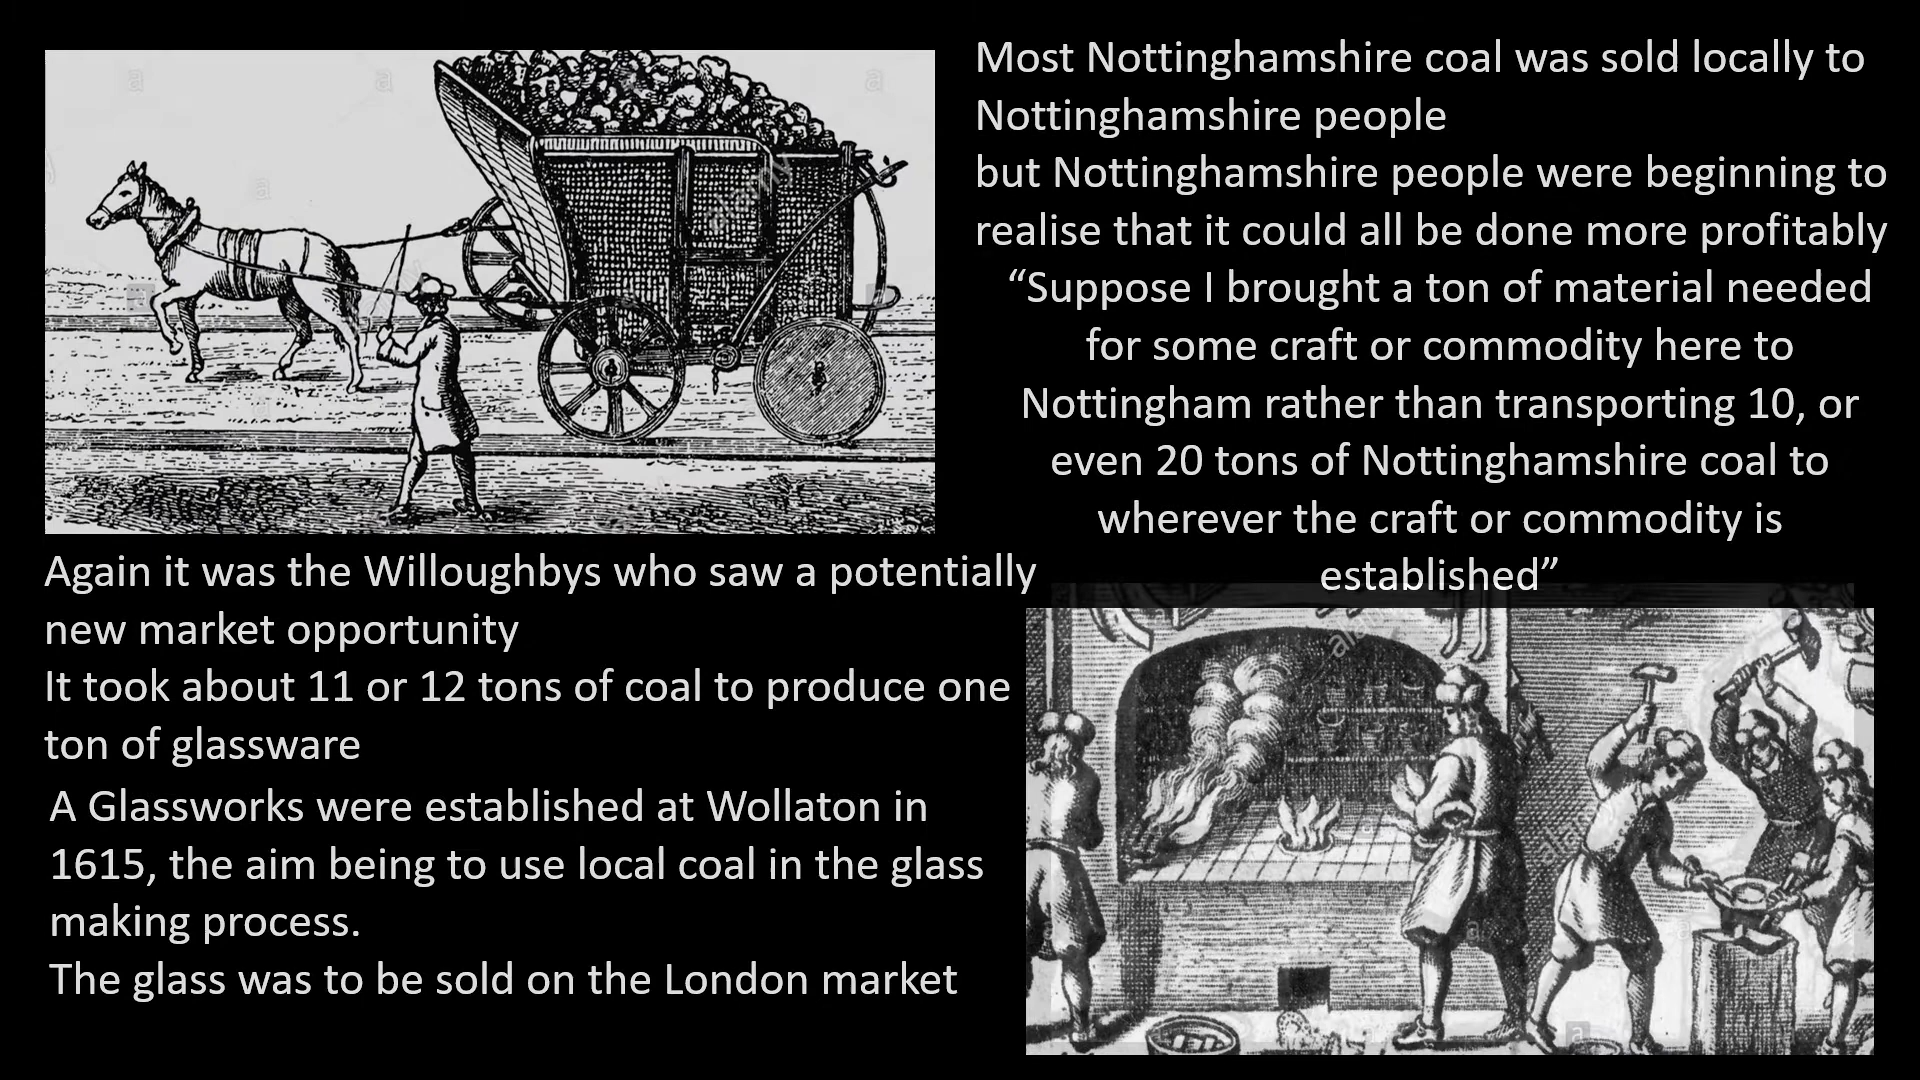 Most Nottinghamshire coal was sold locally to
Nottinghamshire people
but Nottinghamshire people were beginning to
realise that it could all be done more profitably
“Suppose I brought a ton of material needed
for some craft or commodity here to
Nottingham rather than transporting 10, or
even 20 tons of Nottinghamshire coal to
wherever the craft or commodity is
established”
Again it was the Willoughbys who saw a potentially
new market opportunity
It took about 11 or 12 tons of coal to produce one
ton of glassware
A Glassworks were established at Wollaton in
1615, the aim being to use local coal in the glass
making process.
The glass was to be sold on the London market
alamy
alamy
alamy